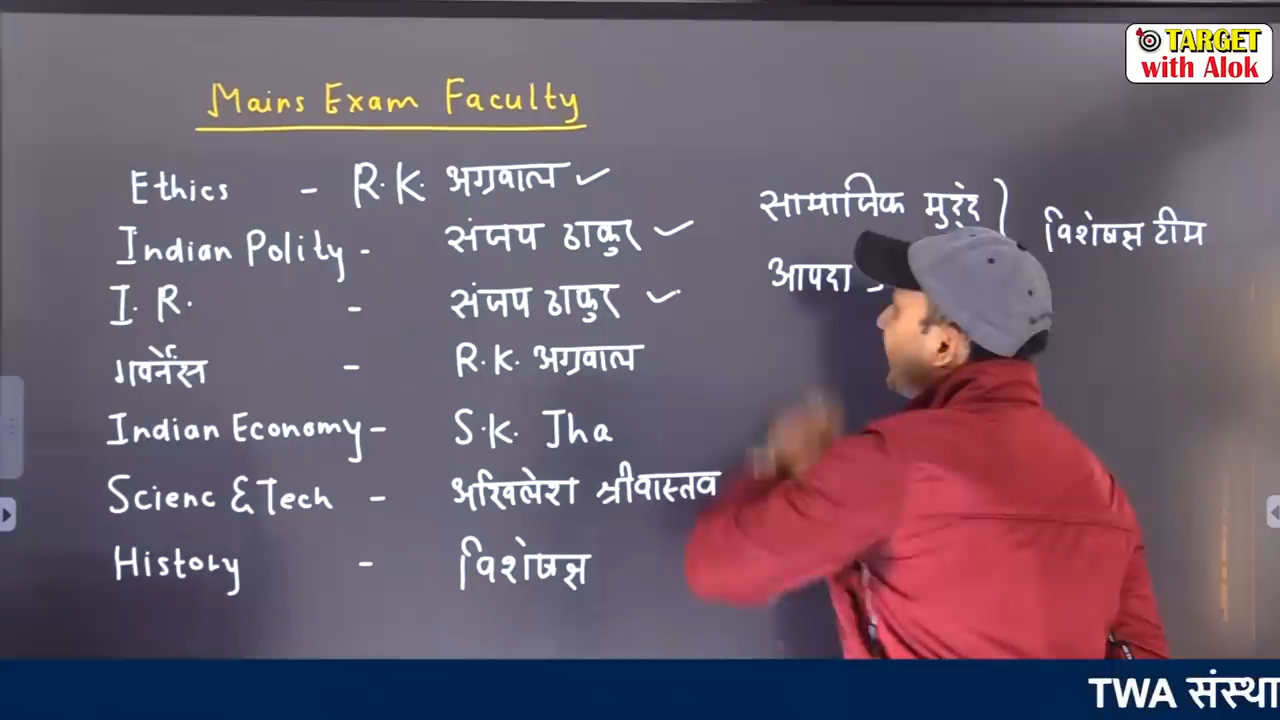 TARGET
with Alok
Mains Exam Faculty
Ethics - R.K. अग्रवाल ✓
Indian Polity - संजय ठाकुर ✓
I.R. - संजय ठाकुर ✓
गवर्नेंस - R.K. अग्रवाल
Indian Economy - S.K. Jha
Scienc & Tech - अखिलेश श्रीवास्तव
History - विशेषज्ञ
सामाजिक मुद्दे ) विशेषज्ञ टीम
आपदा
TWA संस्था